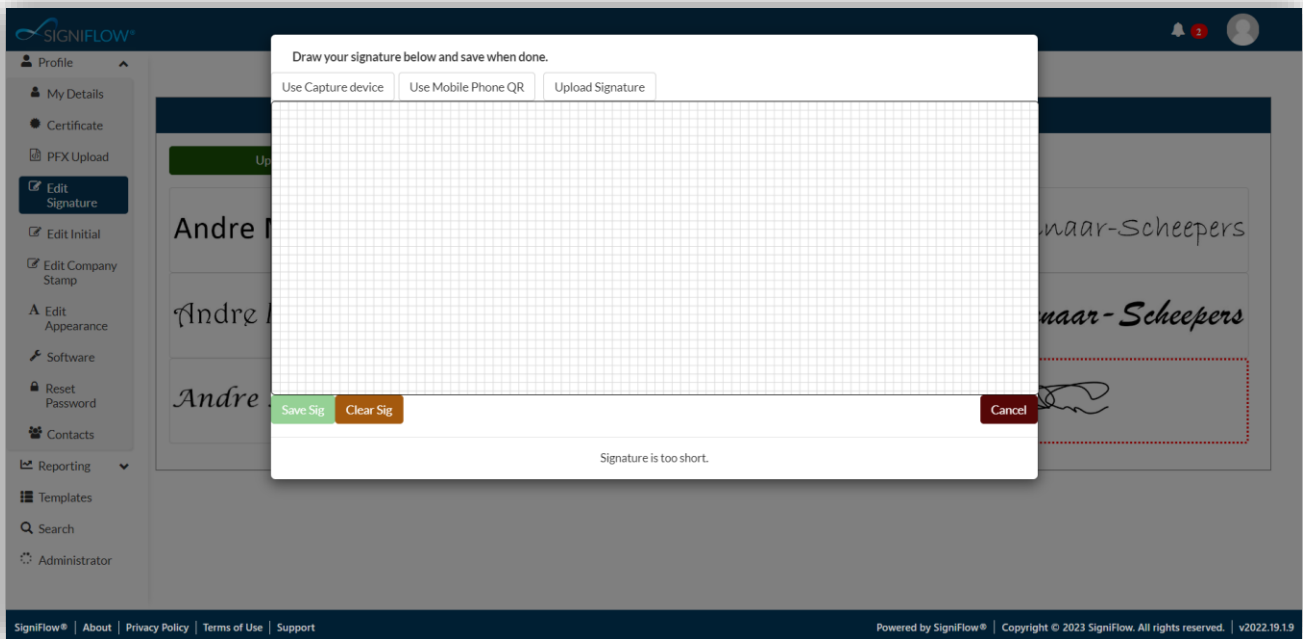 SIGNIFLOW®
2
Profile
My Details
Certificate
PFX Upload
Edit
Signature
Edit Initial
Edit Company
Stamp
Edit
Appearance
Software
Reset
Password
Contacts
Reporting
Templates
Search
Administrator
Draw your signature below and save when done.
Use Capture device Use Mobile Phone QR Upload Signature
Save Sig Clear Sig Cancel
Signature is too short.
Up
Andre naar-Scheepers
Andre naar-Scheepers
Andre
SigniFlow® | About | Privacy Policy | Terms of Use | Support
Powered by SigniFlow® | Copyright © 2023 SigniFlow. All rights reserved. | v2022.19.1.9